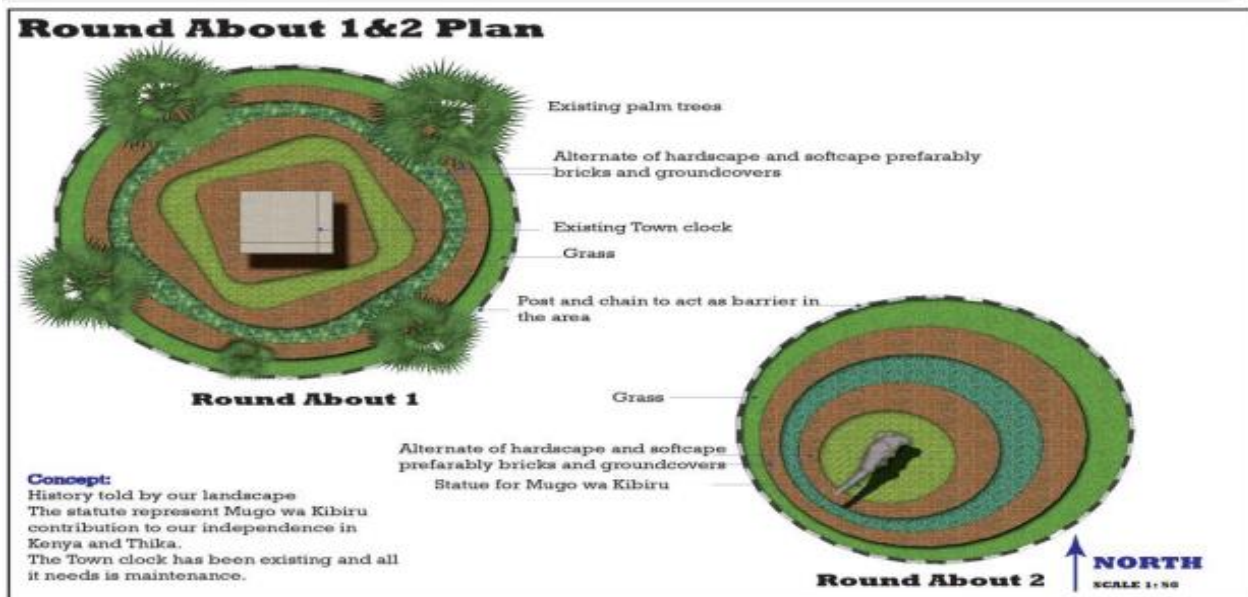 Round About 1&2 Plan
Existing palm trees
Alternate of hardscape and softcape prefarably
bricks and groundcovers
Existing Town clock
Grass
Post and chain to act as barrier in
the area
Round About 1
Grass
Alternate of hardscape and softcape
prefarably bricks and groundcovers
Statue for Mugo wa Kibiru
Concept:
History told by our landscape
The statute represent Mugo wa Kibiru
contribution to our independence in
Kenya and Thika.
The Town clock has been existing and all
it needs is maintenance.
Round About 2
NORTH
SCALE 1: 50